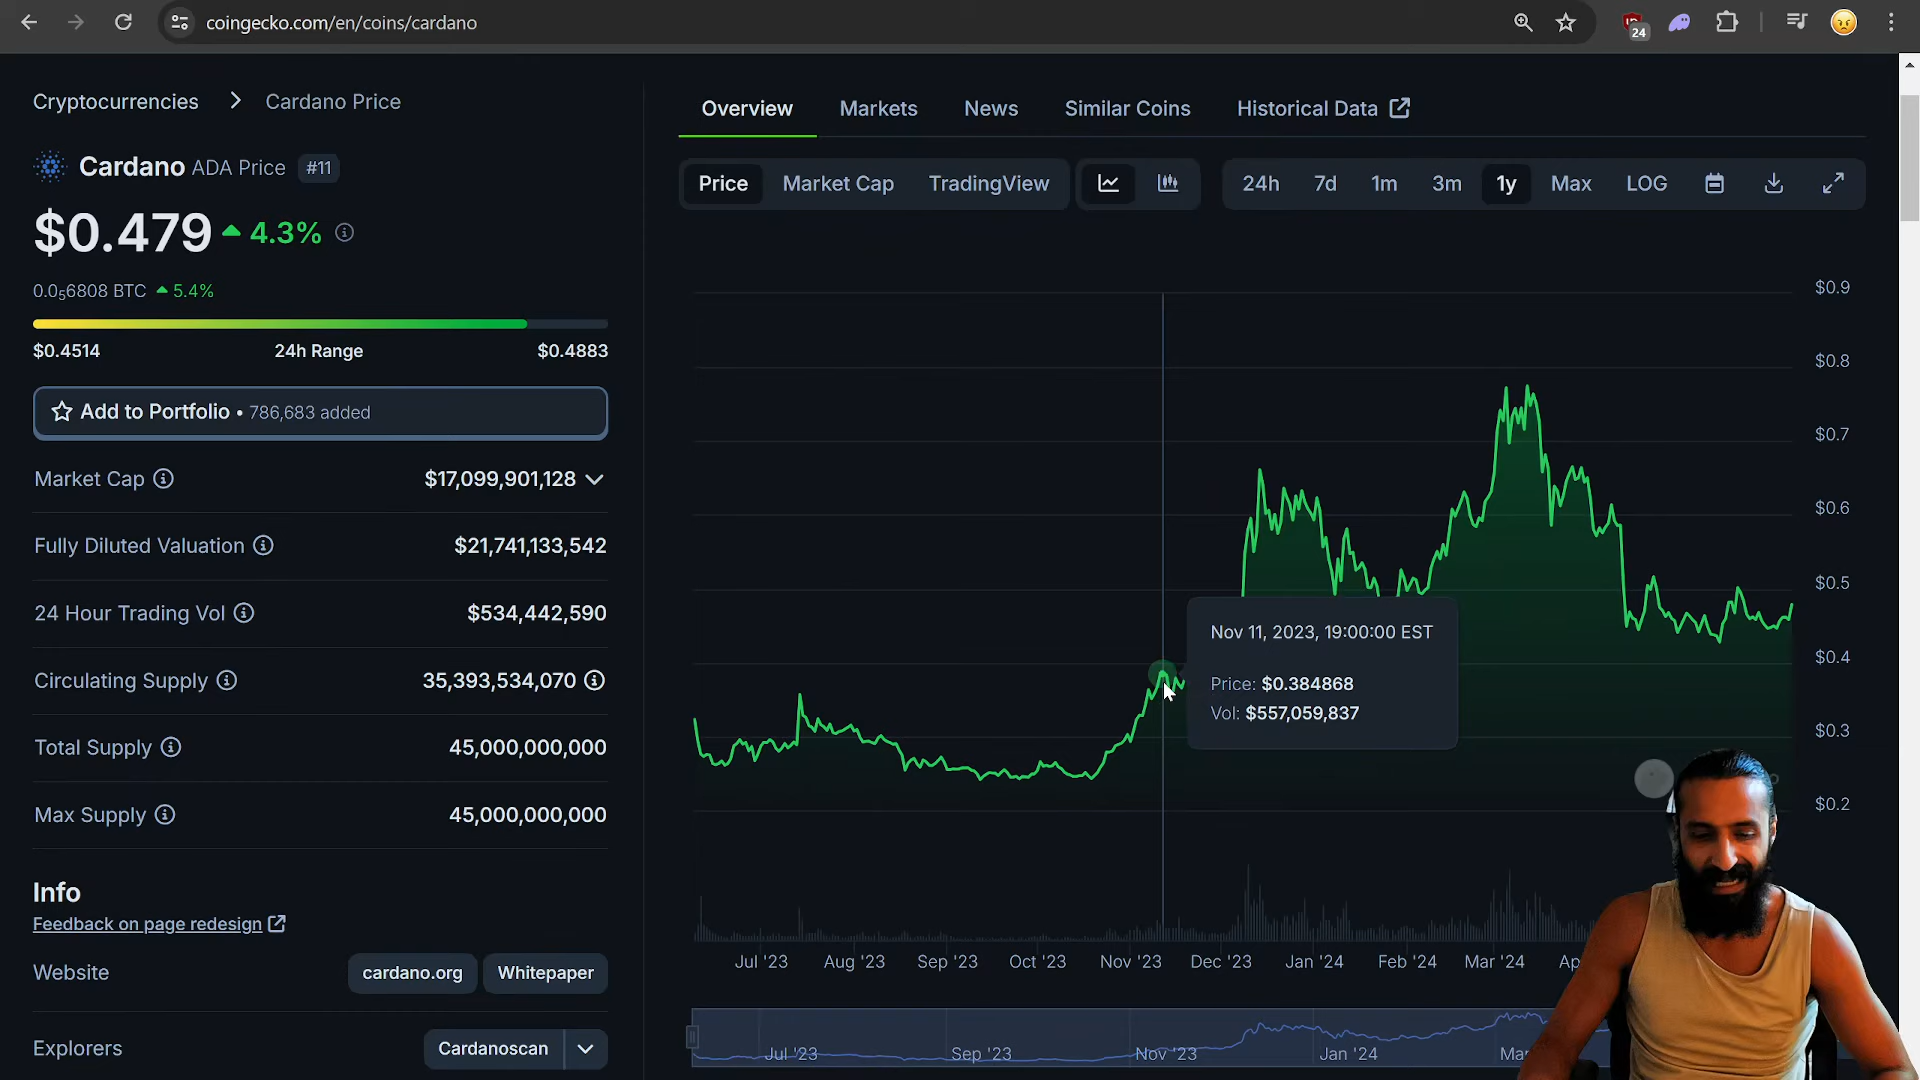 coingecko.com/en/coins/cardano
24
Cryptocurrencies > Cardano Price
Cardano ADA Price #11
$0.479 4.3%
0.0₅6808 BTC 5.4%
$0.4514 24h Range $0.4883
Add to Portfolio • 786,683 added
Market Cap $17,099,901,128
Fully Diluted Valuation $21,741,133,542
24 Hour Trading Vol $534,442,590
Circulating Supply 35,393,534,070
Total Supply 45,000,000,000
Max Supply 45,000,000,000
Info
Feedback on page redesign
Website cardano.org Whitepaper
Explorers Cardanoscan
Overview Markets News Similar Coins Historical Data
Price Market Cap TradingView 24h 7d 1m 3m 1y Max LOG
$0.9
$0.8
$0.7
$0.6
$0.5
$0.4
$0.3
$0.2
Nov 11, 2023, 19:00:00 EST
Price: $0.384868
Vol: $557,059,837
Jul '23 Aug '23 Sep '23 Oct '23 Nov '23 Dec '23 Jan '24 Feb '24 Mar '24 Ap
Jul '23 Sep '23 Nov '23 Jan '24 Mar